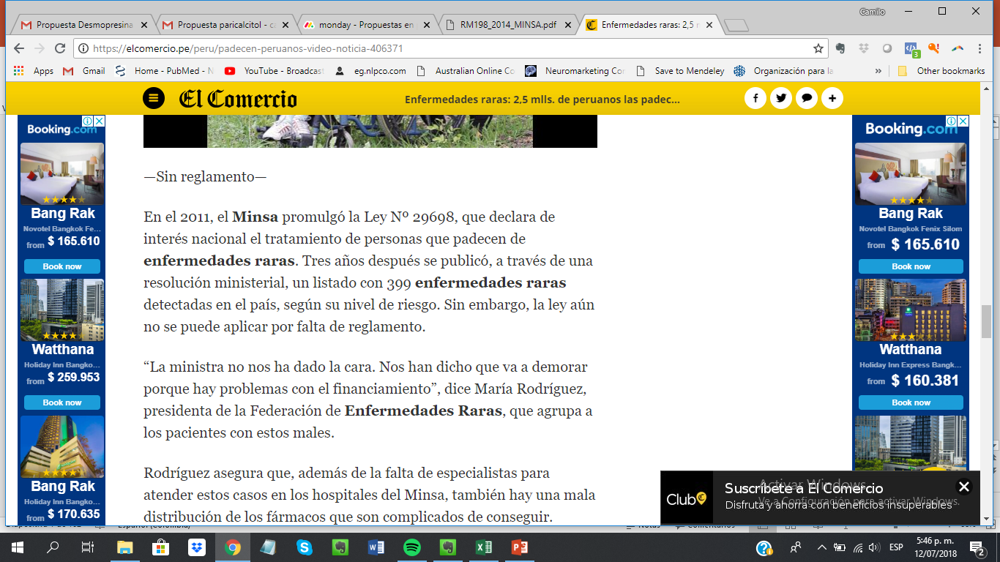 Camilo
Propuesta Desmopresina
Propuesta paricalcitol - ca
monday - Propuestas en
RM198_2014_MINSA.pdf
Enfermedades raras: 2,5 m
https://elcomercio.pe/peru/padecen-peruanos-video-noticia-406371
3
Apps
Gmail
Home - PubMed - N
YouTube - Broadcast
eg.nlpco.com
Australian Online Co
Neuromarketing Cor
Save to Mendeley
Organización para la
»
Other bookmarks
El Comercio
Enfermedades raras: 2,5 mlls. de peruanos las padec...
Booking.com
Bang Rak
Novotel Bangkok Fe...
from $ 165.610
Book now
Watthana
Holiday Inn Bangko...
from $ 259.953
Book now
Bang Rak
Holiday Inn Bangko...
from $ 170.635
—Sin reglamento—
En el 2011, el Minsa promulgó la Ley Nº 29698, que declara de
interés nacional el tratamiento de personas que padecen de
enfermedades raras. Tres años después se publicó, a través de una
resolución ministerial, un listado con 399 enfermedades raras
detectadas en el país, según su nivel de riesgo. Sin embargo, la ley aún
no se puede aplicar por falta de reglamento.
“La ministra no nos ha dado la cara. Nos han dicho que va a demorar
porque hay problemas con el financiamiento”, dice María Rodríguez,
presidenta de la Federación de Enfermedades Raras, que agrupa a
los pacientes con estos males.
Rodríguez asegura que, además de la falta de especialistas para
atender estos casos en los hospitales del Minsa, también hay una mala
distribución de los fármacos que son complicados de conseguir.
Booking.com
Bang Rak
Novotel Bangkok Fenix Silom
from $ 165.610
Book now
Watthana
Holiday Inn Express Bangk...
from $ 160.381
Book now
Club
Suscríbete a El Comercio
Disfruta y ahorra con beneficios insuperables
Activar Windows
Ve a Configuración para activar Windows.
ESP
5:46 p. m.
12/07/2018
2